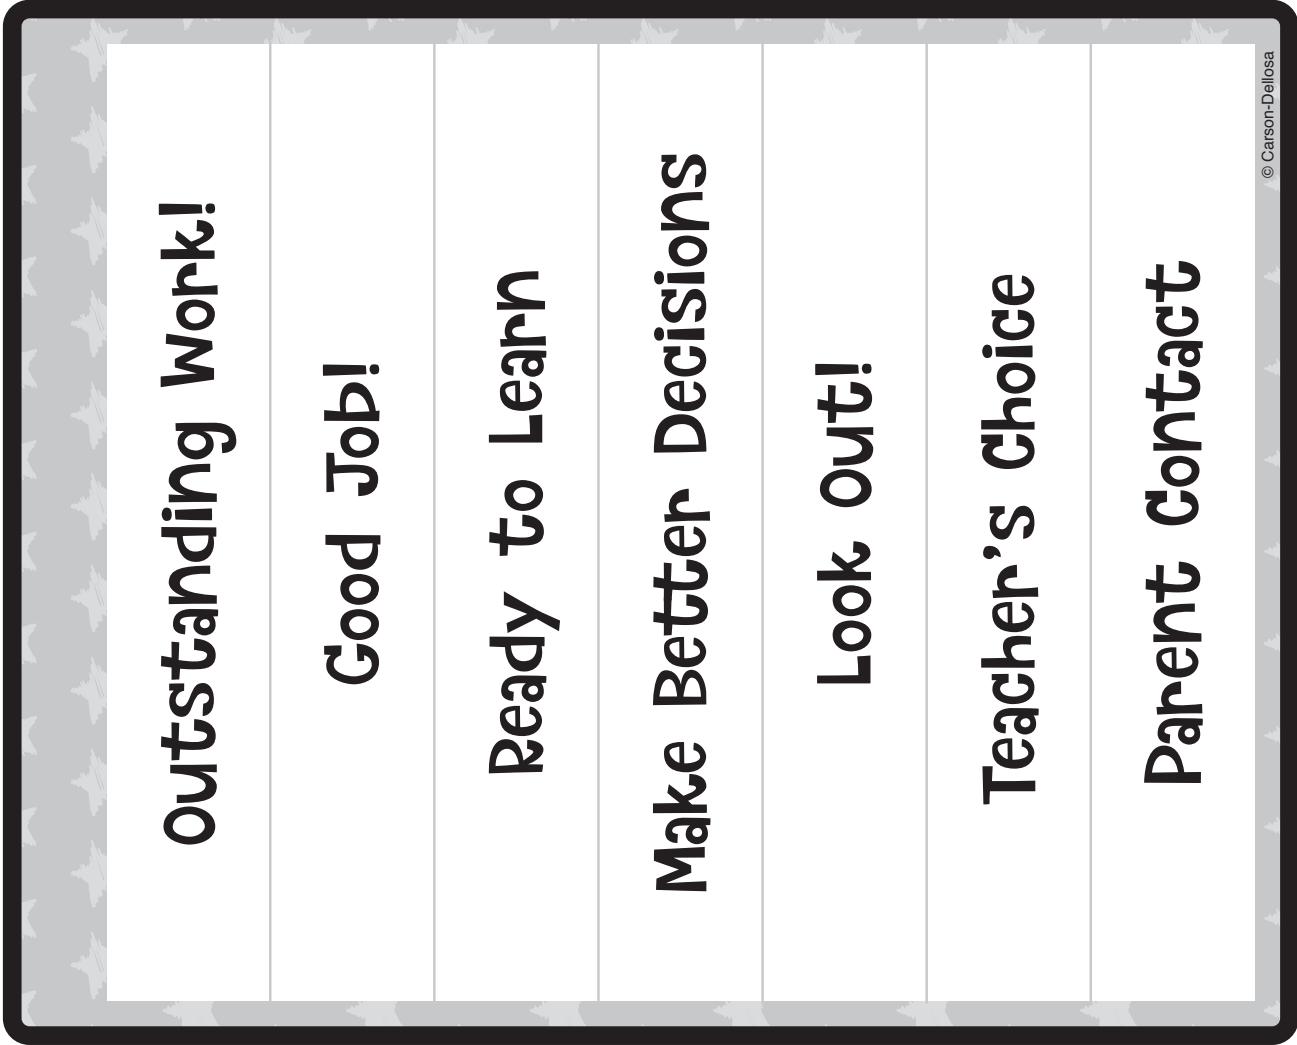 Outstanding Work!
Good Job!
Ready to Learn
Make Better Decisions
Look Out!
Teacher's Choice
Parent Contact
© Carson-Dellosa